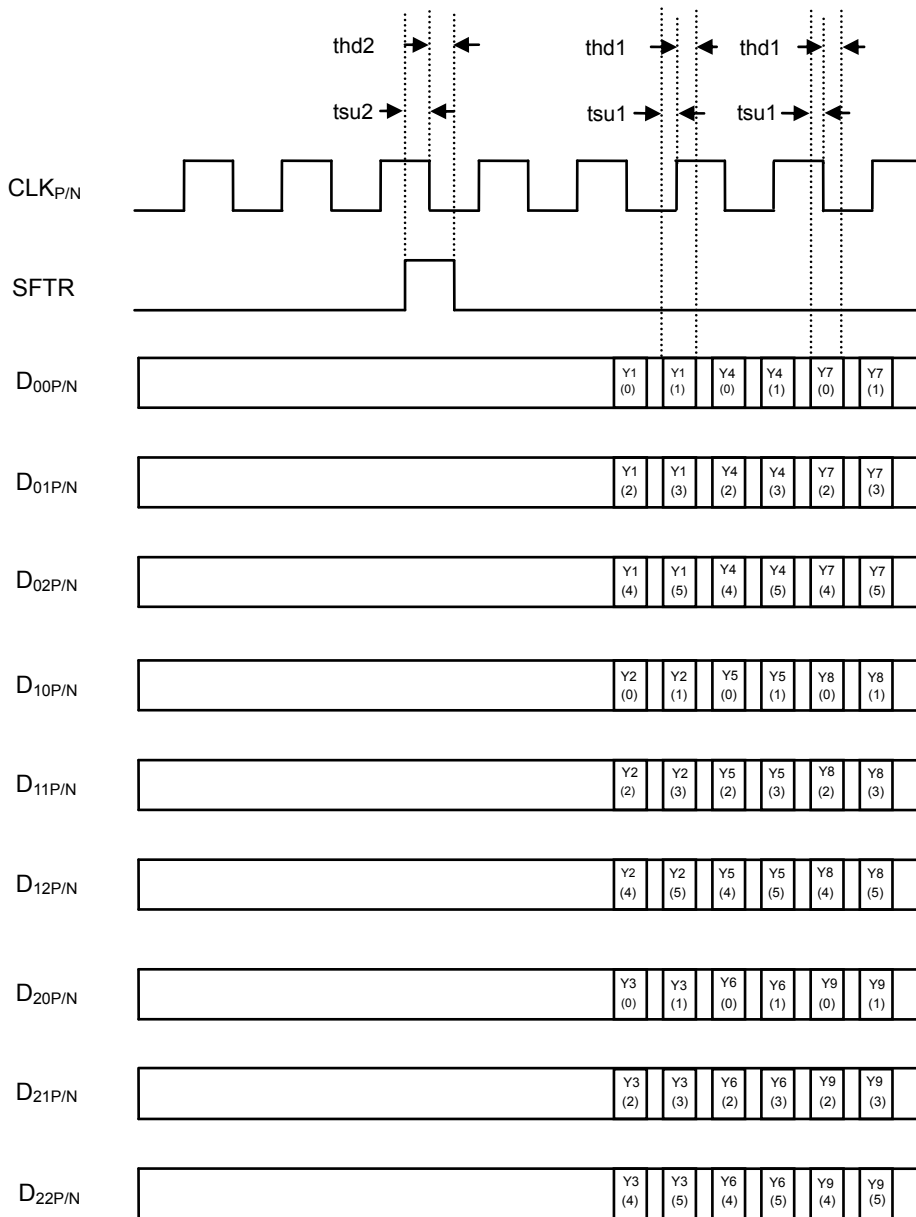 thd2 thd1 thd1
tsu2 tsu1 tsu1
CLKP/N
SFTR
D00P/N
Y1 Y1 Y4 Y4 Y7 Y7
(0) (1) (0) (1) (0) (1)
D01P/N
Y1 Y1 Y4 Y4 Y7 Y7
(2) (3) (2) (3) (2) (3)
D02P/N
Y1 Y1 Y4 Y4 Y7 Y7
(4) (5) (4) (5) (4) (5)
D10P/N
Y2 Y2 Y5 Y5 Y8 Y8
(0) (1) (0) (1) (0) (1)
D11P/N
Y2 Y2 Y5 Y5 Y8 Y8
(2) (3) (2) (3) (2) (3)
D12P/N
Y2 Y2 Y5 Y5 Y8 Y8
(4) (5) (4) (5) (4) (5)
D20P/N
Y3 Y3 Y6 Y6 Y9 Y9
(0) (1) (0) (1) (0) (1)
D21P/N
Y3 Y3 Y6 Y6 Y9 Y9
(2) (3) (2) (3) (2) (3)
D22P/N
Y3 Y3 Y6 Y6 Y9 Y9
(4) (5) (4) (5) (4) (5)